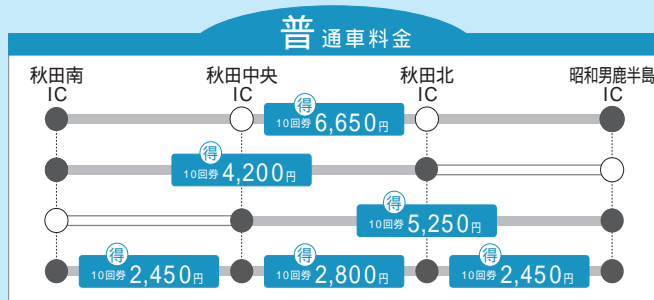 普通車料金
秋田南 秋田中央 秋田北 昭和男鹿半島
IC IC IC IC
得
10回券 6,650円
得
10回券 4,200円
得
10回券 5,250円
得 得 得
10回券 2,450円 10回券 2,800円 10回券 2,450円